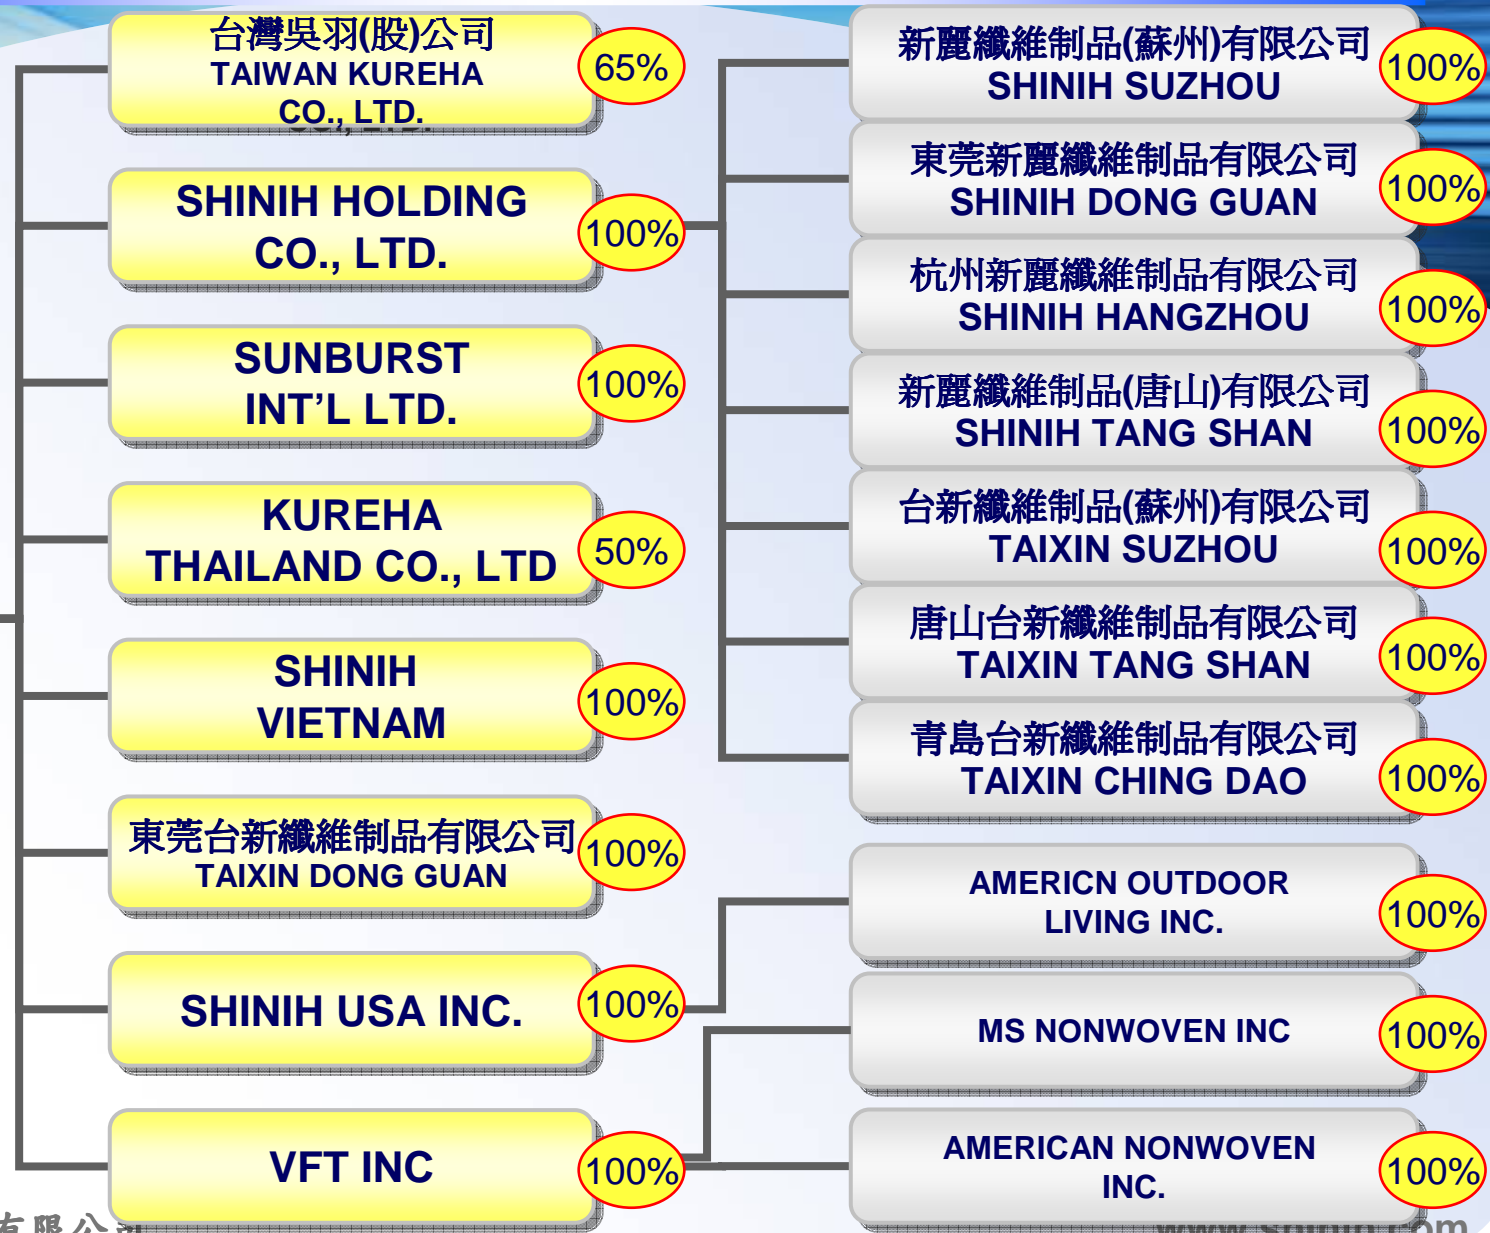 台灣吳羽(股)公司
TAIWAN KUREHA
CO., LTD.
65%
SHINIH HOLDING
CO., LTD.
100%
SUNBURST
INT'L LTD.
100%
KUREHA
THAILAND CO., LTD
50%
SHINIH
VIETNAM
100%
東莞台新纖維制品有限公司
TAIXIN DONG GUAN
100%
SHINIH USA INC.
100%
VFT INC
100%
新麗纖維制品(蘇州)有限公司
SHINIH SUZHOU
100%
東莞新麗纖維制品有限公司
SHINIH DONG GUAN
100%
杭州新麗纖維制品有限公司
SHINIH HANGZHOU
100%
新麗纖維制品(唐山)有限公司
SHINIH TANG SHAN
100%
台新纖維制品(蘇州)有限公司
TAIXIN SUZHOU
100%
唐山台新纖維制品有限公司
TAIXIN TANG SHAN
100%
青島台新纖維制品有限公司
TAIXIN CHING DAO
100%
AMERICN OUTDOOR
LIVING INC.
100%
MS NONWOVEN INC
100%
AMERICAN NONWOVEN
INC.
100%
有限公司
www.shinih.com